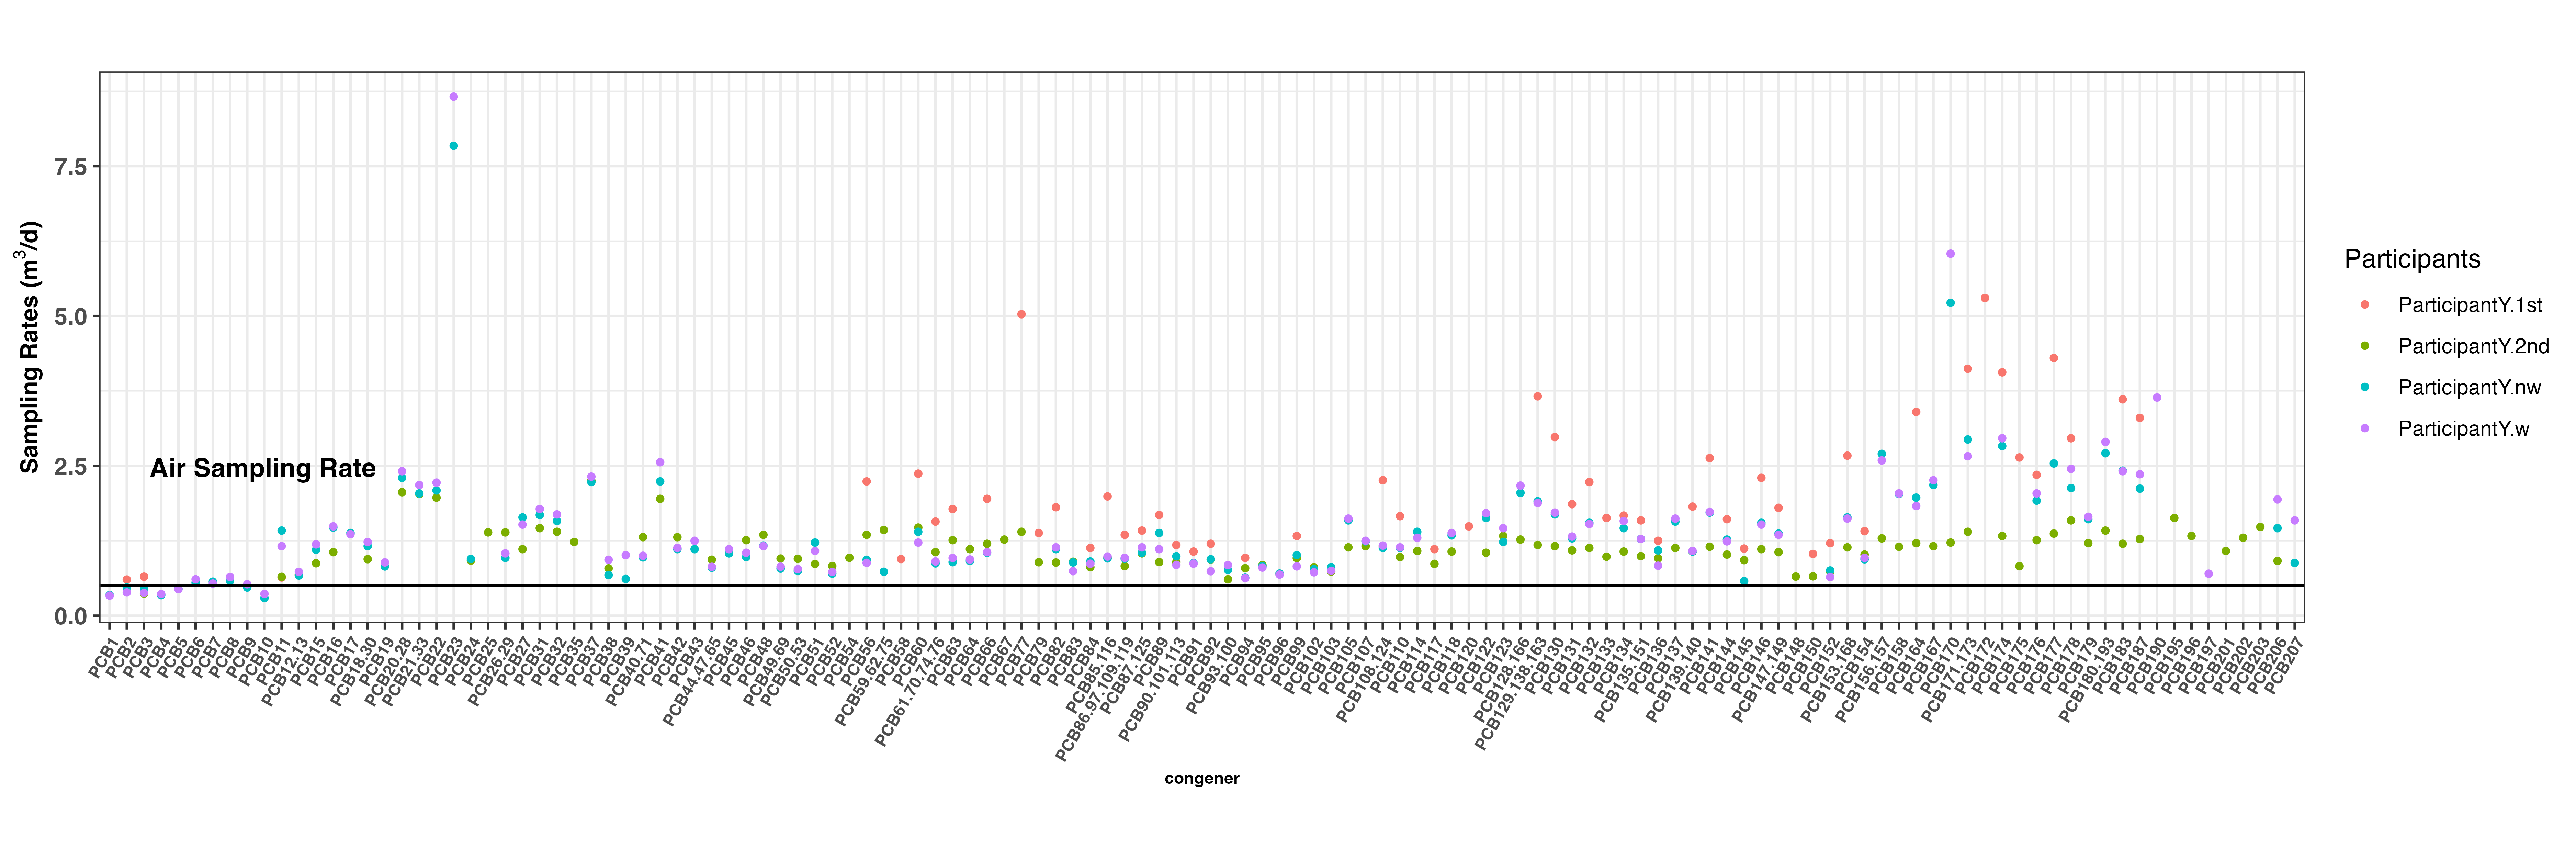 Sampling Rates (m3/d)
7.5
5.0
2.5
0.0
Air Sampling Rate
PCB1
PCB2
PCB3
PCB4
PCB5
PCB6
PCB7
PCB8
PCB9
PCB10
PCB11
PCB12.13
PCB15
PCB16
PCB17
PCB18.30
PCB19
PCB20.28
PCB21.33
PCB22
PCB23
PCB24
PCB25
PCB26.29
PCB27
PCB31
PCB32
PCB35
PCB37
PCB38
PCB39
PCB40.71
PCB41
PCB42
PCB43
PCB44.47.65
PCB45
PCB46
PCB48
PCB49.69
PCB50.53
PCB51
PCB52
PCB54
PCB56
PCB59.62.75
PCB58
PCB60
PCB61.70.74.76
PCB63
PCB64
PCB66
PCB67
PCB77
PCB79
PCB82
PCB83
PCB84
PCB85.116
PCB86.97.109.119
PCB87.125
PCB89
PCB90.101.113
PCB91
PCB92
PCB93.100
PCB94
PCB95
PCB96
PCB99
PCB102
PCB103
PCB105
PCB107
PCB108.124
PCB110
PCB114
PCB117
PCB118
PCB120
PCB122
PCB123
PCB128.166
PCB129.138.163
PCB130
PCB131
PCB132
PCB133
PCB134
PCB135.151
PCB136
PCB137
PCB139.140
PCB141
PCB144
PCB145
PCB146
PCB147.149
PCB148
PCB150
PCB152
PCB153.168
PCB154
PCB156.157
PCB158
PCB164
PCB167
PCB170
PCB171.173
PCB172
PCB174
PCB175
PCB176
PCB177
PCB178
PCB179
PCB180.193
PCB183
PCB187
PCB190
PCB195
PCB196
PCB197
PCB201
PCB202
PCB203
PCB206
PCB207
congener
Participants
ParticipantY.1st
ParticipantY.2nd
ParticipantY.nw
ParticipantY.w